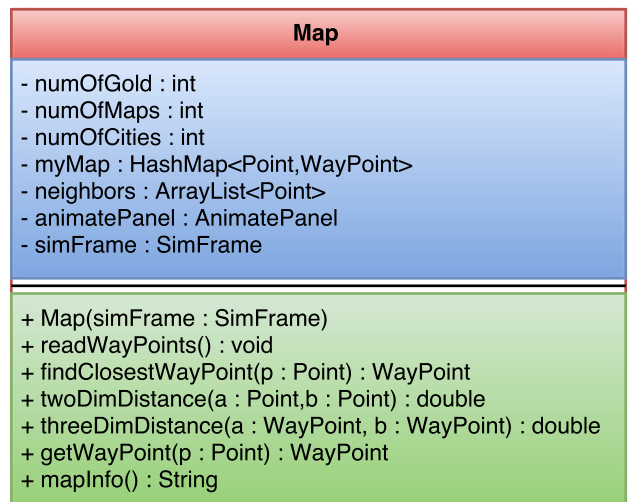 Map
- numOfGold : int
- numOfMaps : int
- numOfCities : int
- myMap : HashMap<Point,WayPoint>
- neighbors : ArrayList<Point>
- animatePanel : AnimatePanel
- simFrame : SimFrame
+ Map(simFrame : SimFrame)
+ readWayPoints() : void
+ findClosestWayPoint(p : Point) : WayPoint
+ twoDimDistance(a : Point,b : Point) : double
+ threeDimDistance(a : WayPoint, b : WayPoint) : double
+ getWayPoint(p : Point) : WayPoint
+ mapInfo() : String